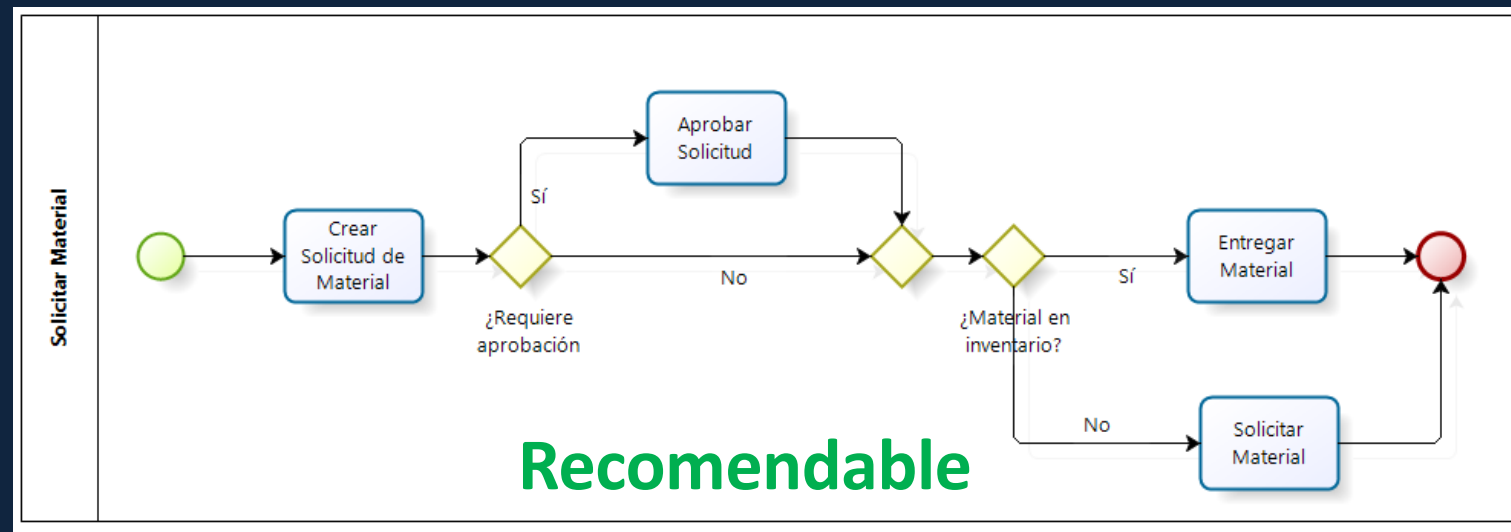 Solicitar Material
Crear
Solicitud de
Material
¿Requiere
aprobación
Sí
No
Aprobar
Solicitud
¿Material en
inventario?
Sí
No
Entregar
Material
Solicitar
Material
Recomendable